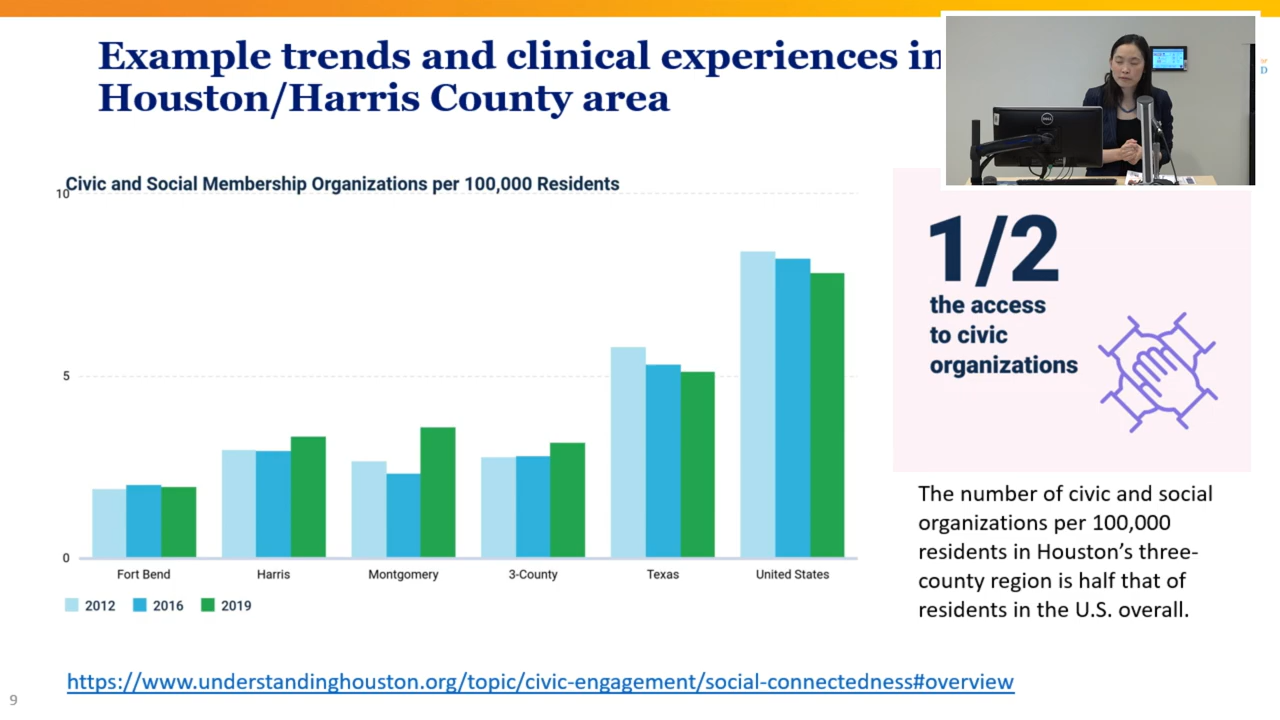 Example trends and clinical experiences in
Houston/Harris County area
D
DELL
Civic and Social Membership Organizations per 100,000 Residents
10
5
0
Fort Bend Harris Montgomery 3-County Texas United States
2012 2016 2019
1/2
the access
to civic
organizations
The number of civic and social
organizations per 100,000
residents in Houston’s three-
county region is half that of
residents in the U.S. overall.
https://www.understandinghouston.org/topic/civic-engagement/social-connectedness#overview
9